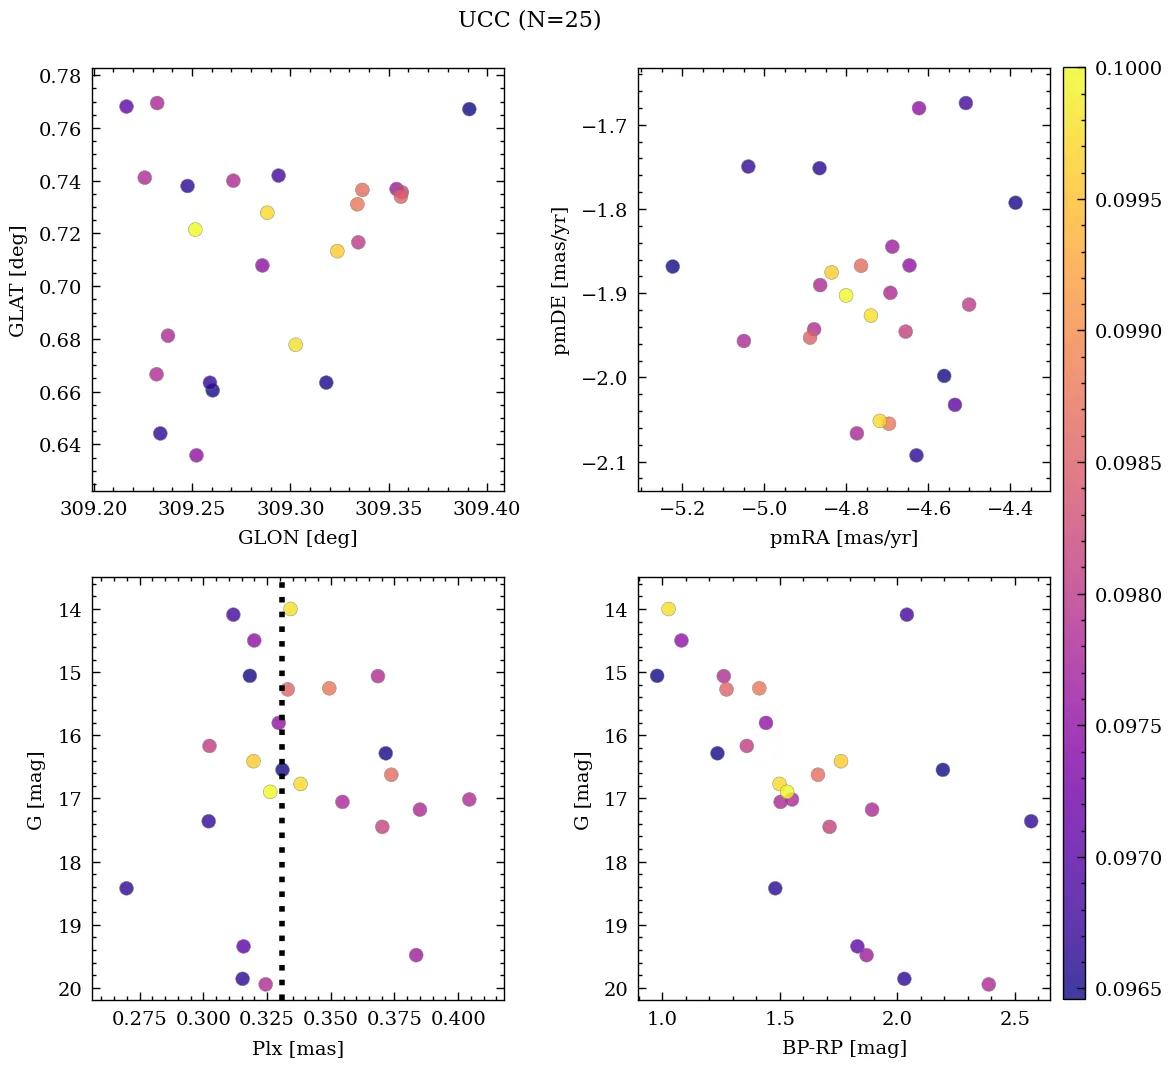 UCC (N=25)
0.78
0.76
0.74
0.72
0.70
0.68
0.66
0.64
GLAT [deg]
309.20 309.25 309.30 309.35 309.40
GLON [deg]
−1.7
−1.8
−1.9
−2.0
−2.1
pmDE [mas/yr]
−5.2 −5.0 −4.8 −4.6 −4.4
pmRA [mas/yr]
14
15
16
17
18
19
20
G [mag]
0.275 0.300 0.325 0.350 0.375 0.400
Plx [mas]
14
15
16
17
18
19
20
G [mag]
1.0 1.5 2.0 2.5
BP-RP [mag]
0.1000
0.0995
0.0990
0.0985
0.0980
0.0975
0.0970
0.0965